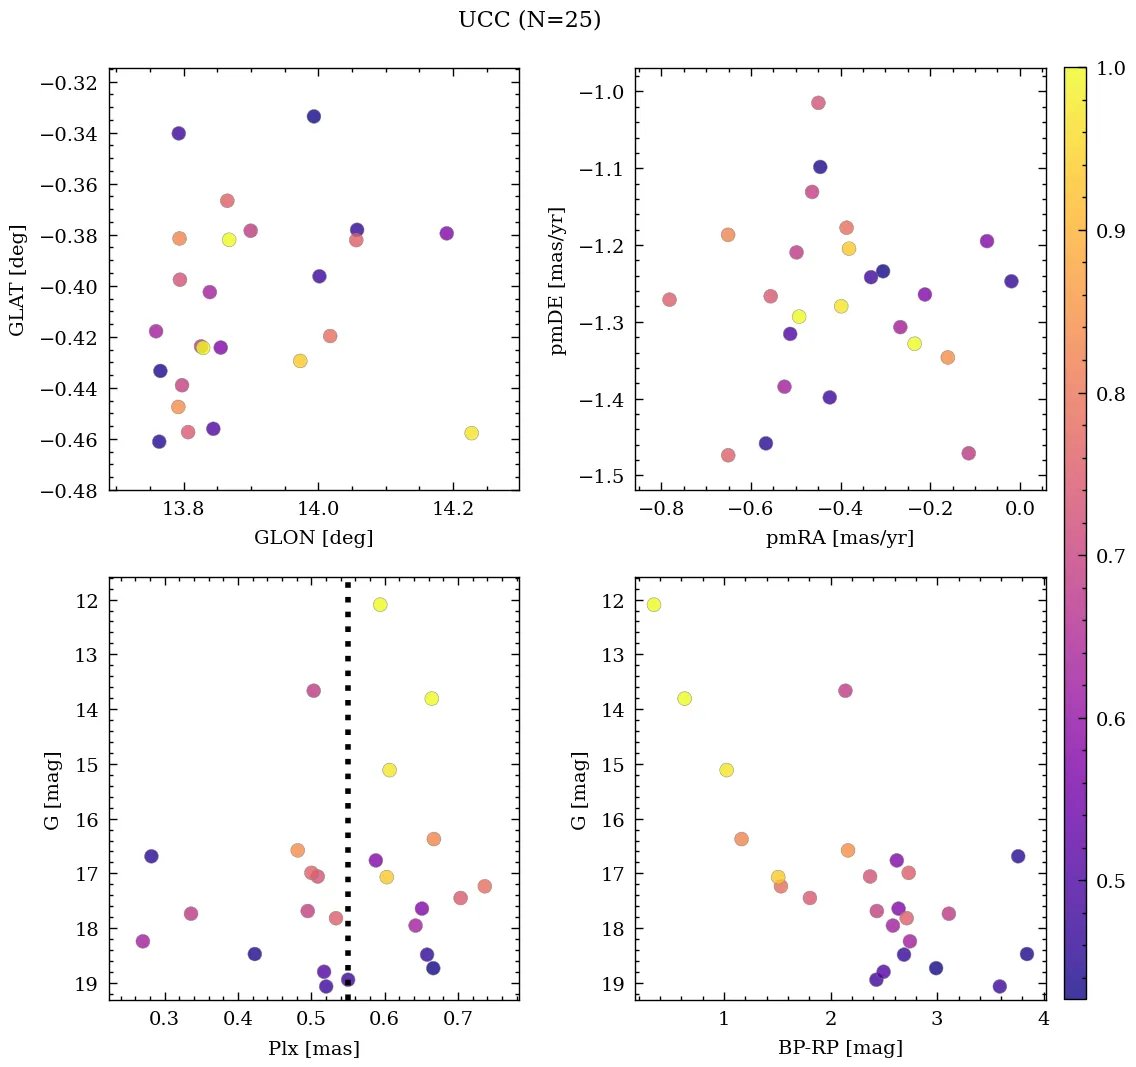 UCC (N=25)
−0.32
−0.34
−0.36
−0.38
−0.40
−0.42
−0.44
−0.46
−0.48
GLAT [deg]
13.8 14.0 14.2
GLON [deg]
−1.0
−1.1
−1.2
−1.3
−1.4
−1.5
pmDE [mas/yr]
−0.8 −0.6 −0.4 −0.2 0.0
pmRA [mas/yr]
12
13
14
15
16
17
18
19
G [mag]
0.3 0.4 0.5 0.6 0.7
Plx [mas]
12
13
14
15
16
17
18
19
G [mag]
1 2 3 4
BP-RP [mag]
1.0
0.9
0.8
0.7
0.6
0.5